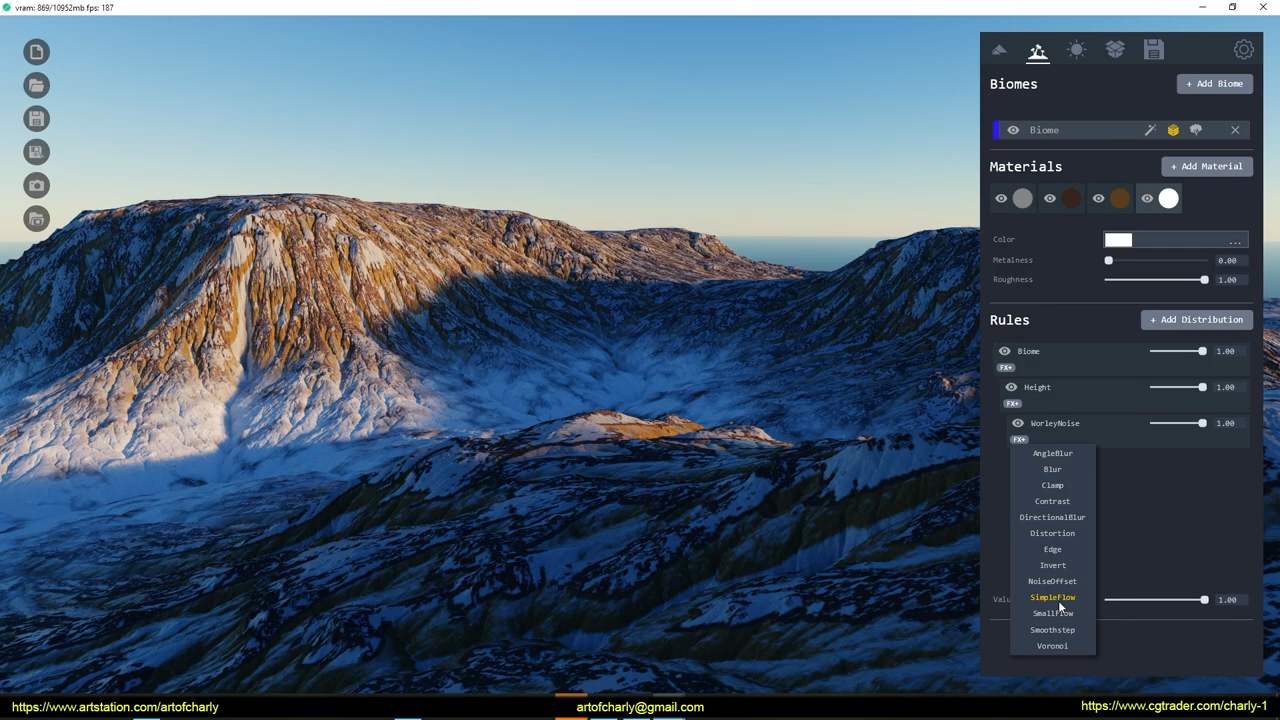 vram: 869/10952mb fps: 187
Biomes
+ Add Biome
Biome
Materials
+ Add Material
Color
...
Metalness 0.00
Roughness 1.00
Rules
+ Add Distribution
Biome 1.00
FX+
Height 1.00
FX+
WorleyNoise 1.00
FX+
AngleBlur
Blur
Clamp
Contrast
DirectionalBlur
Distortion
Edge
Invert
NoiseOffset
SimpleFlow
Valu 1.00
SmallFlow
Smoothstep
Voronoi
https://www.artstation.com/artofcharly
artofcharly@gmail.com
https://www.cgtrader.com/charly-1